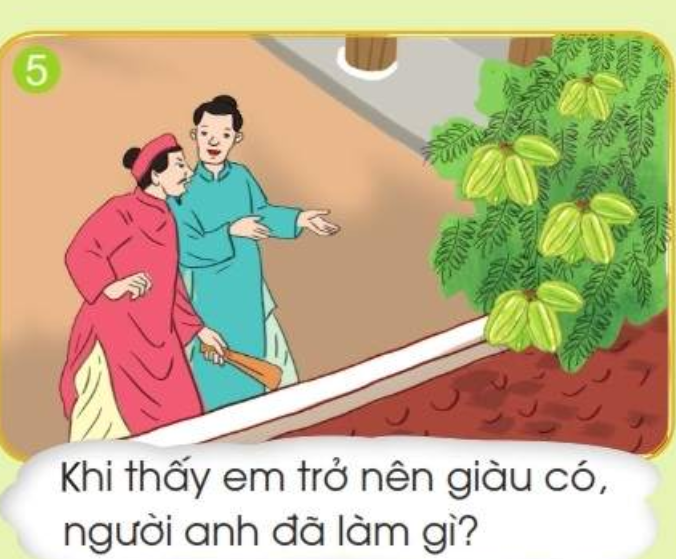 5
Khi thấy em trở nên giàu có,
người anh đã làm gì?